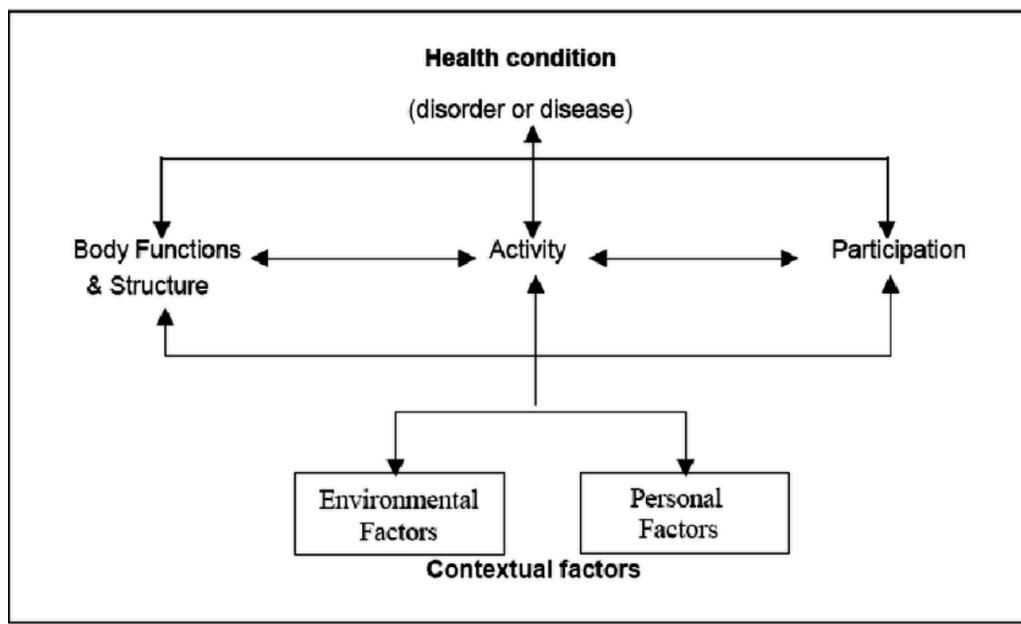 Health condition
(disorder or disease)
Body Functions
& Structure
Activity
Participation
Environmental
Factors
Personal
Factors
Contextual factors